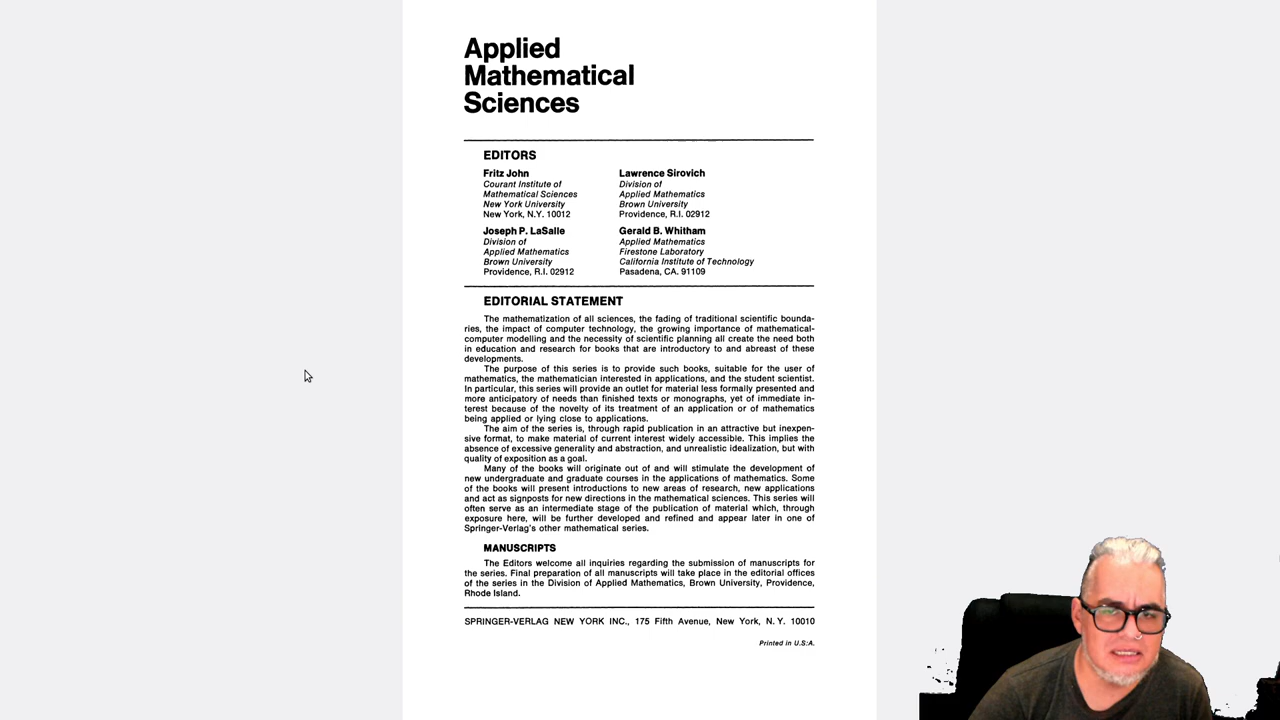 Applied
Mathematical
Sciences
EDITORS
Fritz John
Courant Institute of
Mathematical Sciences
New York University
New York, N.Y. 10012
Lawrence Sirovich
Division of
Applied Mathematics
Brown University
Providence, R.I. 02912
Joseph P. LaSalle
Division of
Applied Mathematics
Brown University
Providence, R.I. 02912
Gerald B. Whitham
Applied Mathematics
Firestone Laboratory
California Institute of Technology
Pasadena, CA. 91109
EDITORIAL STATEMENT
The mathematization of all sciences, the fading of traditional scientific bounda-
ries, the impact of computer technology, the growing importance of mathematical-
computer modelling and the necessity of scientific planning all create the need both
in education and research for books that are introductory to and abreast of these
developments.
The purpose of this series is to provide such books, suitable for the user of
mathematics, the mathematician interested in applications, and the student scientist.
In particular, this series will provide an outlet for material less formally presented and
more anticipatory of needs than finished texts or monographs, yet of immediate in-
terest because of the novelty of its treatment of an application or of mathematics
being applied or lying close to applications.
The aim of the series is, through rapid publication in an attractive but inexpen-
sive format, to make material of current interest widely accessible. This implies the
absence of excessive generality and abstraction, and unrealistic idealization, but with
quality of exposition as a goal.
Many of the books will originate out of and will stimulate the development of
new undergraduate and graduate courses in the applications of mathematics. Some
of the books will present introductions to new areas of research, new applications
and act as signposts for new directions in the mathematical sciences. This series will
often serve as an intermediate stage of the publication of material which, through
exposure here, will be further developed and refined and appear later in one of
Springer-Verlag's other mathematical series.
MANUSCRIPTS
The Editors welcome all inquiries regarding the submission of manuscripts for
the series. Final preparation of all manuscripts will take place in the editorial offices
of the series in the Division of Applied Mathematics, Brown University, Providence,
Rhode Island.
SPRINGER-VERLAG NEW YORK INC., 175 Fifth Avenue, New York, N. Y. 10010
Printed in U.S.A.